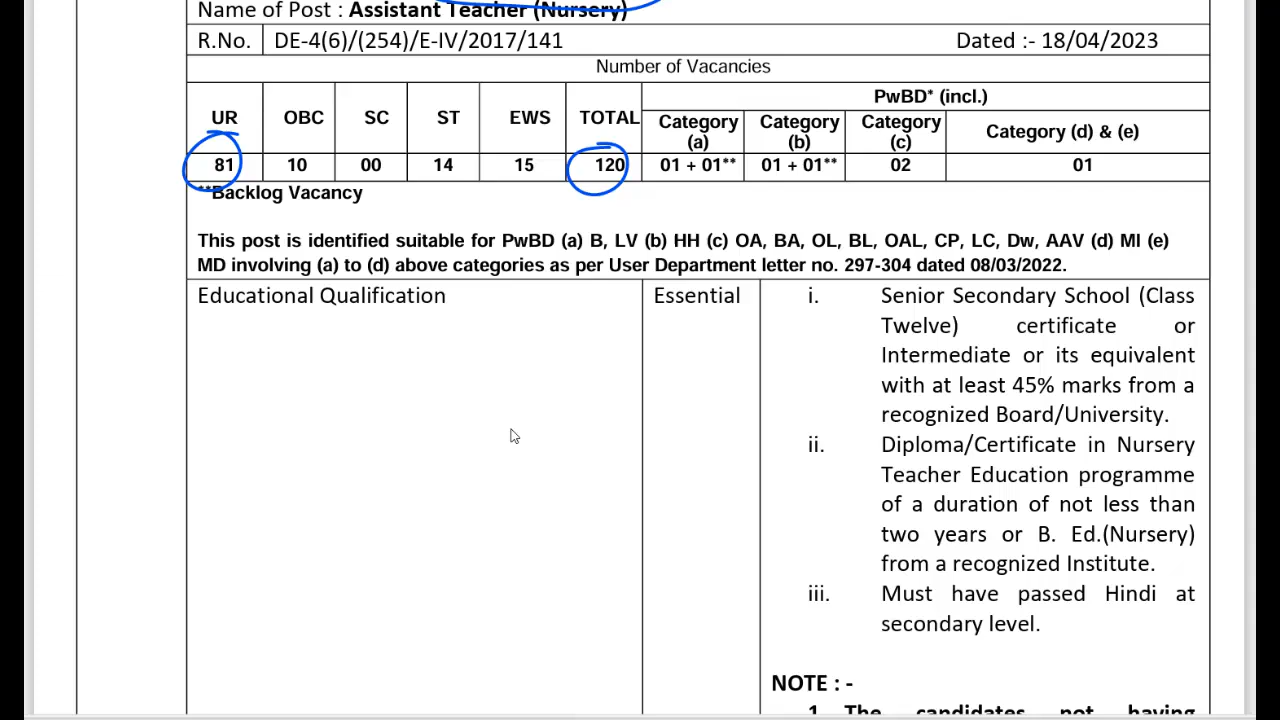 Name of Post : Assistant Teacher (Nursery)
R.No. DE-4(6)/(254)/E-IV/2017/141 Dated :- 18/04/2023
Number of Vacancies
UR OBC SC ST EWS TOTAL PwBD* (incl.)
Category (a) Category (b) Category (c) Category (d) & (e)
81 10 00 14 15 120 01 + 01** 01 + 01** 02 01
**Backlog Vacancy
This post is identified suitable for PwBD (a) B, LV (b) HH (c) OA, BA, OL, BL, OAL, CP, LC, Dw, AAV (d) MI (e)
MD involving (a) to (d) above categories as per User Department letter no. 297-304 dated 08/03/2022.
Educational Qualification Essential i. Senior Secondary School (Class
Twelve) certificate or
Intermediate or its equivalent
with at least 45% marks from a
recognized Board/University.
ii. Diploma/Certificate in Nursery
Teacher Education programme
of a duration of not less than
two years or B. Ed.(Nursery)
from a recognized Institute.
iii. Must have passed Hindi at
secondary level.
NOTE : -
1. The candidates not having